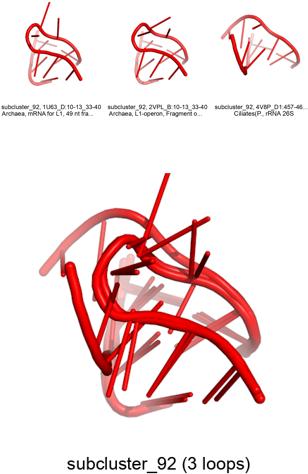 subcluster_92, 1U63_D:10-13_33-40
Archaea, mRNA for L1, 49 nt fra...
subcluster_92, 2VPL_B:10-13_33-40
Archaea, L1-operon, Fragment o...
subcluster_92, 4V8P_D1:457-46...
Ciliates(P., rRNA 26S
subcluster_92 (3 loops)